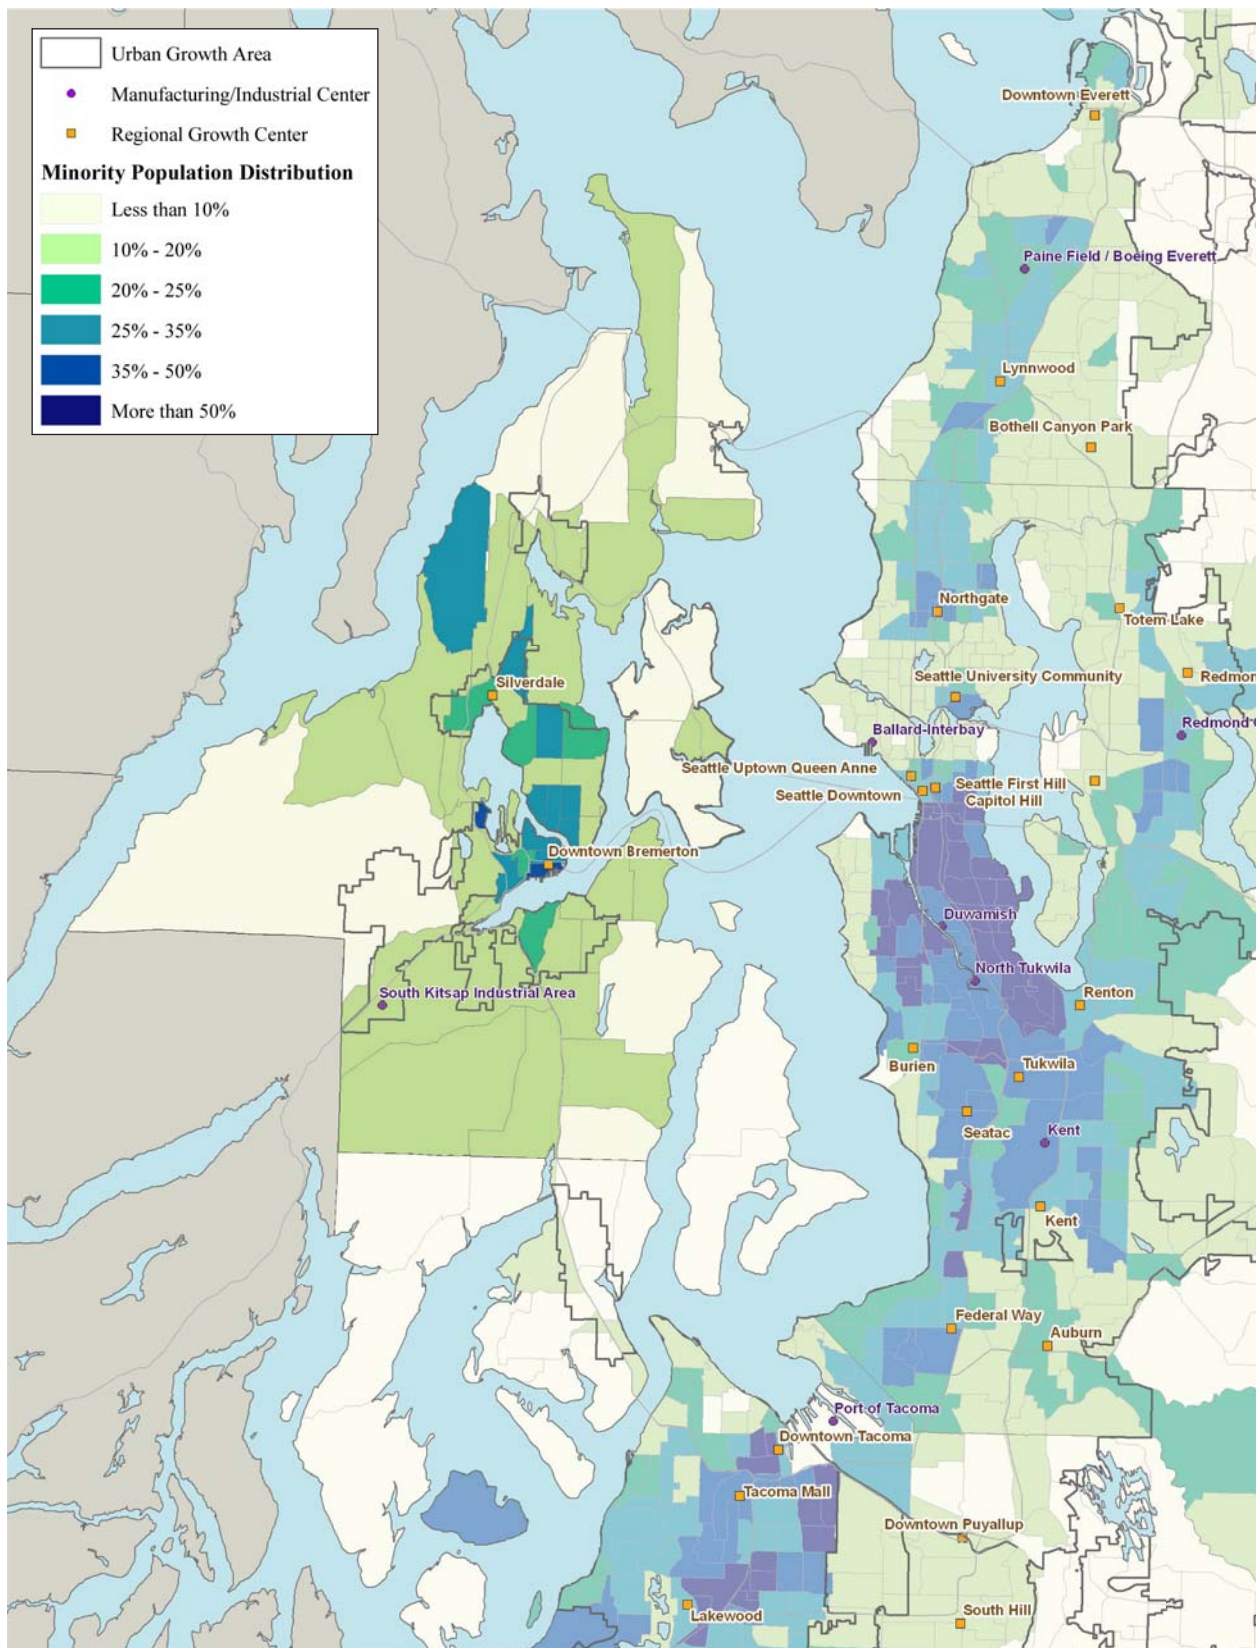 Urban Growth Area
Manufacturing/Industrial Center
Regional Growth Center
Minority Population Distribution
Less than 10%
10% - 20%
20% - 25%
25% - 35%
35% - 50%
More than 50%
Downtown Everett
Paine Field / Boeing Everett
Lynnwood
Bothell Canyon Park
Northgate
Totem Lake
Silverdale
Seattle University Community
Redmon
Ballard-Interbay
Redmond C
Seattle Uptown Queen Anne
Seattle First Hill
Capitol Hill
Seattle Downtown
Downtown Bremerton
Duwamish
North Tukwila
South Kitsap Industrial Area
Renton
Burien
Tukwila
Seatac
Kent
Kent
Federal Way
Auburn
Port of Tacoma
Downtown Tacoma
Tacoma Mall
Downtown Puyallup
Lakewood
South Hill